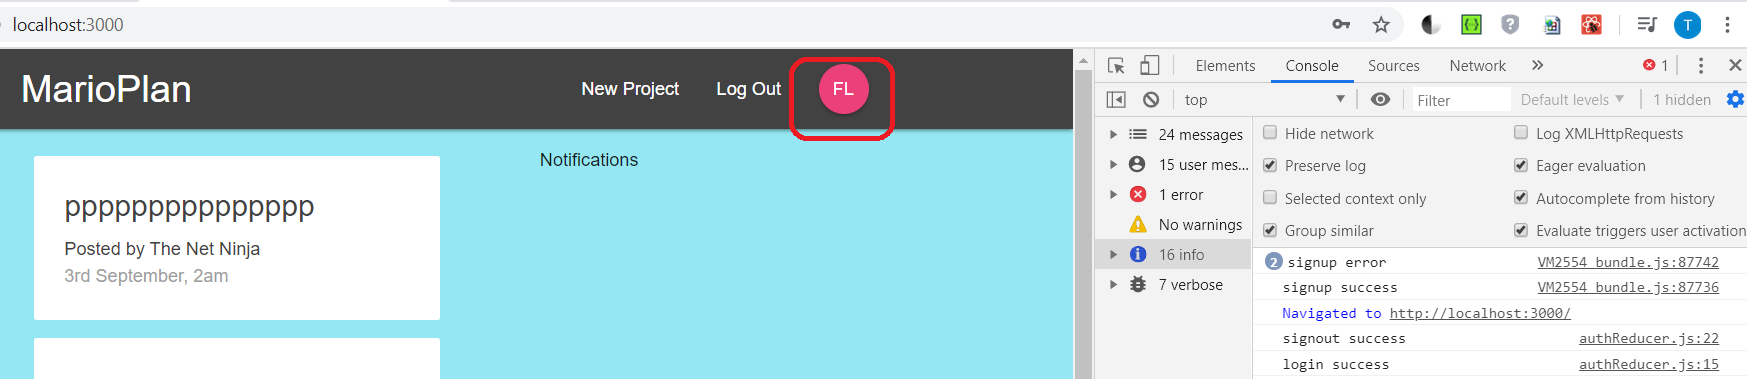 localhost:3000
T
MarioPlan
New Project
Log Out
FL
Notifications
ppppppppppppppp
Posted by The Net Ninja
3rd September, 2am
Elements
Console
Sources
Network
»
1
top
Filter
Default levels
1 hidden
24 messages
15 user mes...
1 error
No warnings
16 info
7 verbose
Hide network
Log XMLHttpRequests
Preserve log
Eager evaluation
Selected context only
Autocomplete from history
Group similar
Evaluate triggers user activation
2 signup error VM2554 bundle.js:87742
signup success VM2554 bundle.js:87736
Navigated to http://localhost:3000/
signout success authReducer.js:22
login success authReducer.js:15